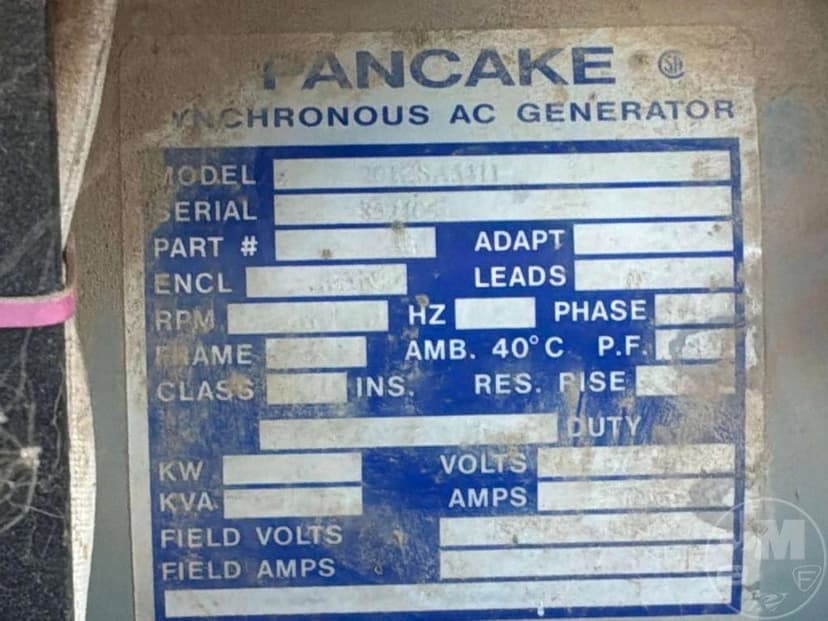 PANCAKE
SYNCHRONOUS AC GENERATOR
MODEL
SERIAL
PART # ADAPT
ENCL LEADS
RPM HZ PHASE
FRAME AMB. 40°C P.F.
CLASS INS. RES. RISE
DUTY
KW VOLTS
KVA AMPS
FIELD VOLTS
FIELD AMPS